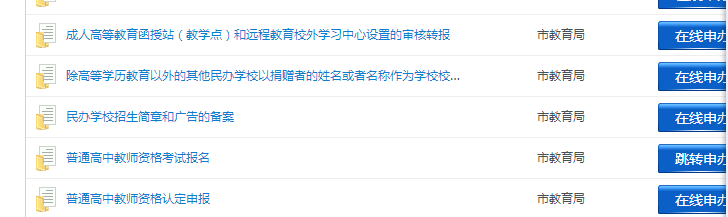 成人高等教育函授站（教学点）和远程教育校外学习中心设置的审核转报 市教育局 在线申办
除高等学历教育以外的其他民办学校以捐赠者的姓名或者名称作为学校校... 市教育局 在线申办
民办学校招生简章和广告的备案 市教育局 在线申办
普通高中教师资格考试报名 市教育局 跳转申办
普通高中教师资格认定申报 市教育局 在线申办